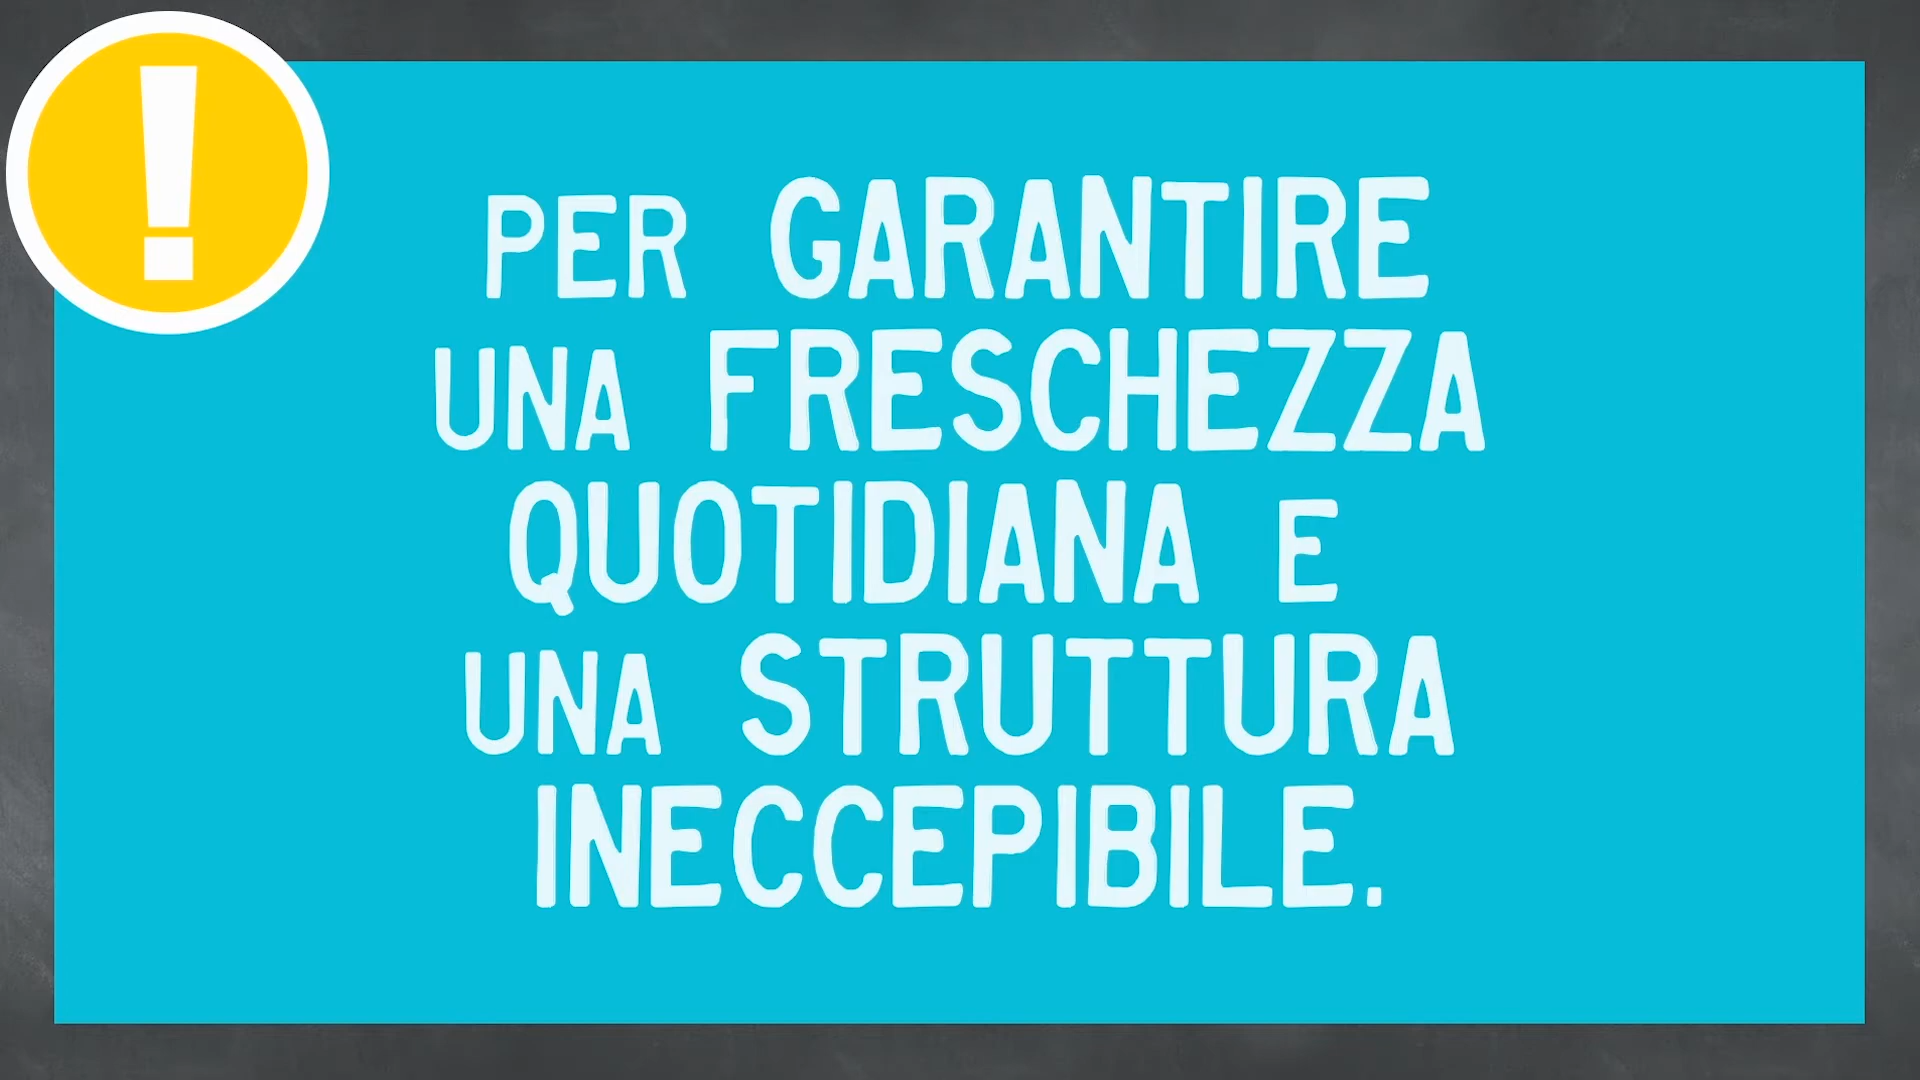 PER GARANTIRE
UNA FRESCHEZZA
QUOTIDIANA E
UNA STRUTTURA
INECCEPIBILE.